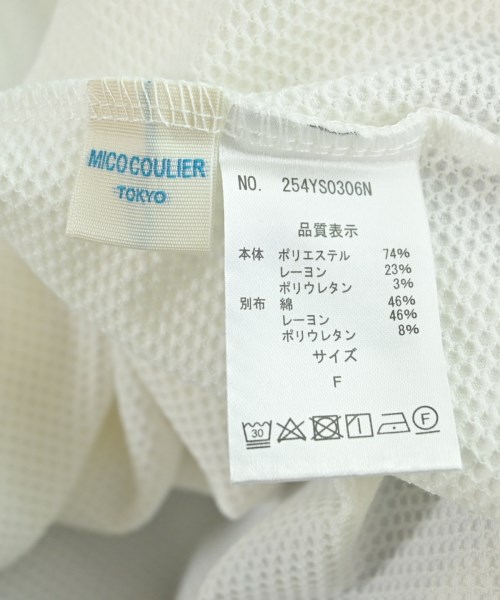 MICOCOULIER
TOKYO
NO. 254YS0306N
品質表示
本体 ポリエステル 74%
レーヨン 23%
ポリウレタン 3%
別布 綿 46%
レーヨン 46%
ポリウレタン 8%
サイズ
F
30 F